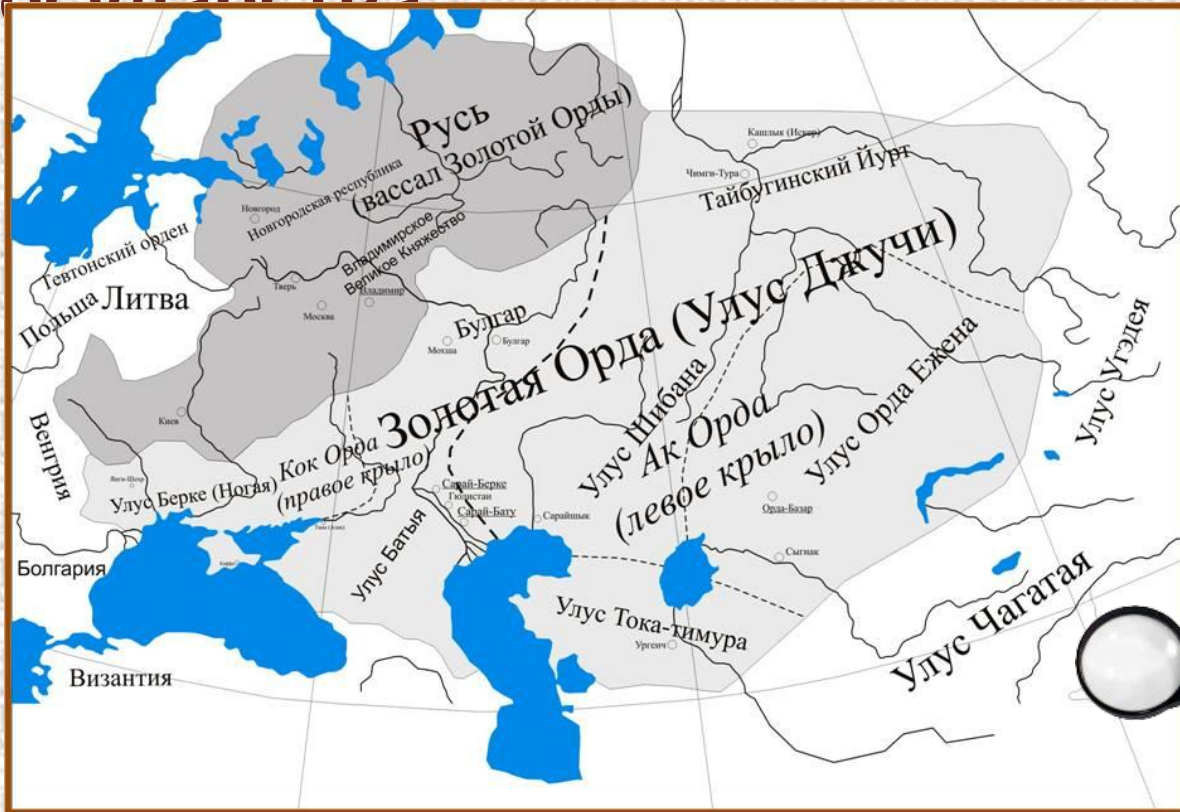 Русь
(вассал Золотой Орды)
Новгород
Новгородская республика
Владимирское
Великое Княжество
Тевтонский орден
Польша
Литва
Тверь
Москва
Владимир
Кашлык (Искер)
Чимги-Тура
Тайбугинский Йурт
Булгар
Булгар
Мохша
Золотая Орда (Улус Джучи)
Киев
Венгрия
Улус Берке (Ногая)
Кок Орда
(правое крыло)
Сарай-Берке
Гюлистан
Сарай-Бату
Сарайшык
Улус Батыя
Улус Шибана
Ак Орда
(левое крыло)
Улус Орда Ежена
Орда-Базар
Сыгнак
Улус Угэдея
Улус Чагатая
Улус Тока-тимура
Ургенч
Болгария
Византия